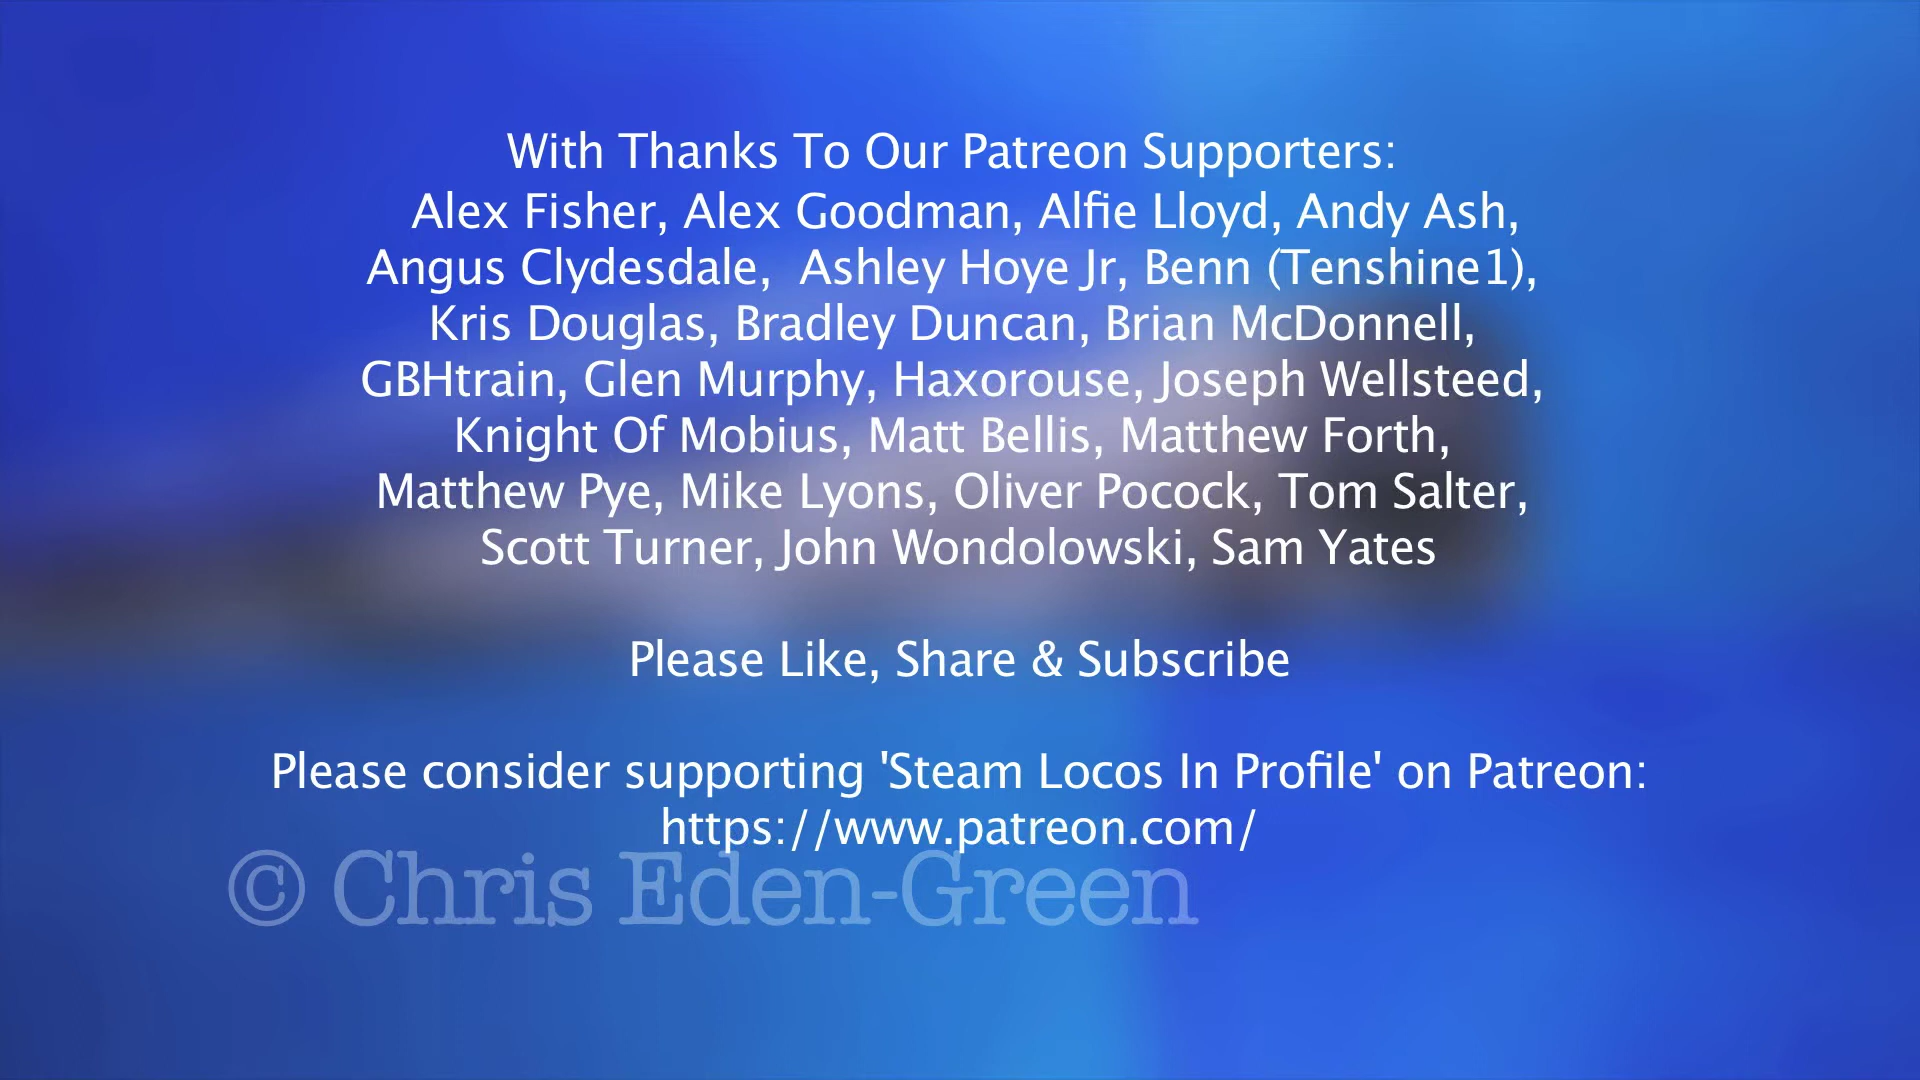 With Thanks To Our Patreon Supporters:
Alex Fisher, Alex Goodman, Alfie Lloyd, Andy Ash,
Angus Clydesdale,  Ashley Hoye Jr, Benn (Tenshine1),
Kris Douglas, Bradley Duncan, Brian McDonnell,
GBHtrain, Glen Murphy, Haxorouse, Joseph Wellsteed,
Knight Of Mobius, Matt Bellis, Matthew Forth,
Matthew Pye, Mike Lyons, Oliver Pocock, Tom Salter,
Scott Turner, John Wondolowski, Sam Yates
Please Like, Share & Subscribe
Please consider supporting 'Steam Locos In Profile' on Patreon:
https://www.patreon.com/
© Chris Eden-Green